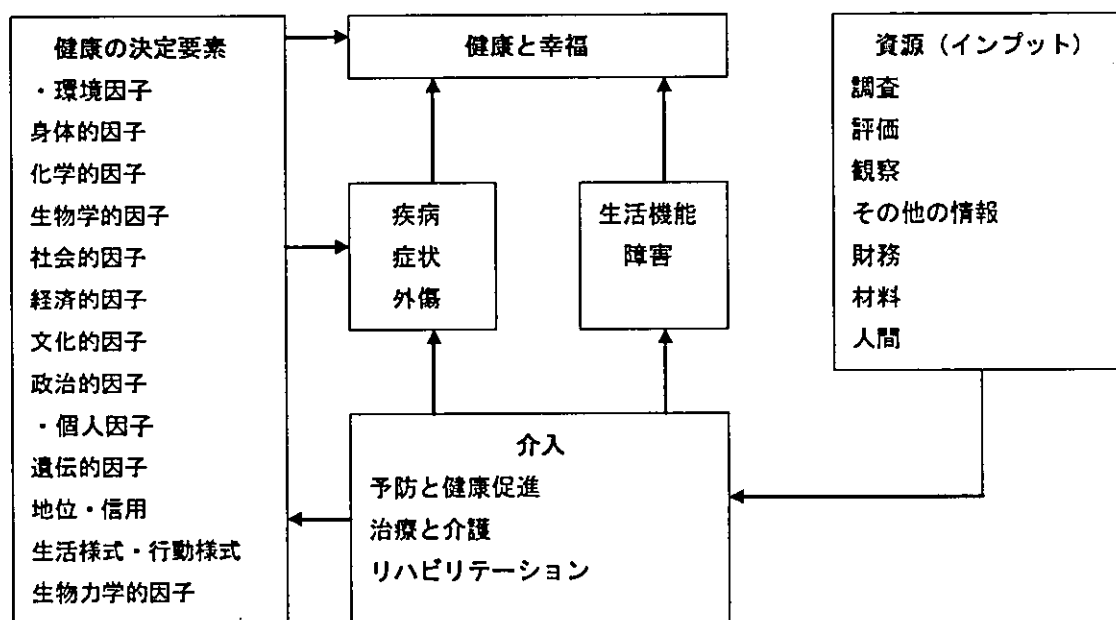 健康の決定要素
・環境因子
身体的因子
化学的因子
生物学的因子
社会的因子
経済的因子
文化的因子
政治的因子
・個人因子
遺伝的因子
地位・信用
生活様式・行動様式
生物力学的因子
健康と幸福
疾病
症状
外傷
生活機能
障害
介入
予防と健康促進
治療と介護
リハビリテーション
資源（インプット）
調査
評価
観察
その他の情報
財務
材料
人間